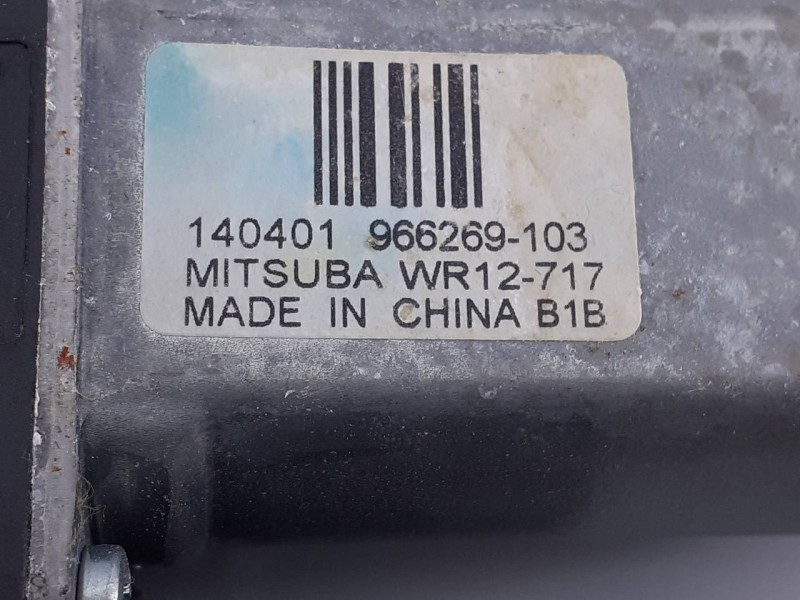 140401 966269-103
MITSUBA WR12-717
MADE IN CHINA B1B